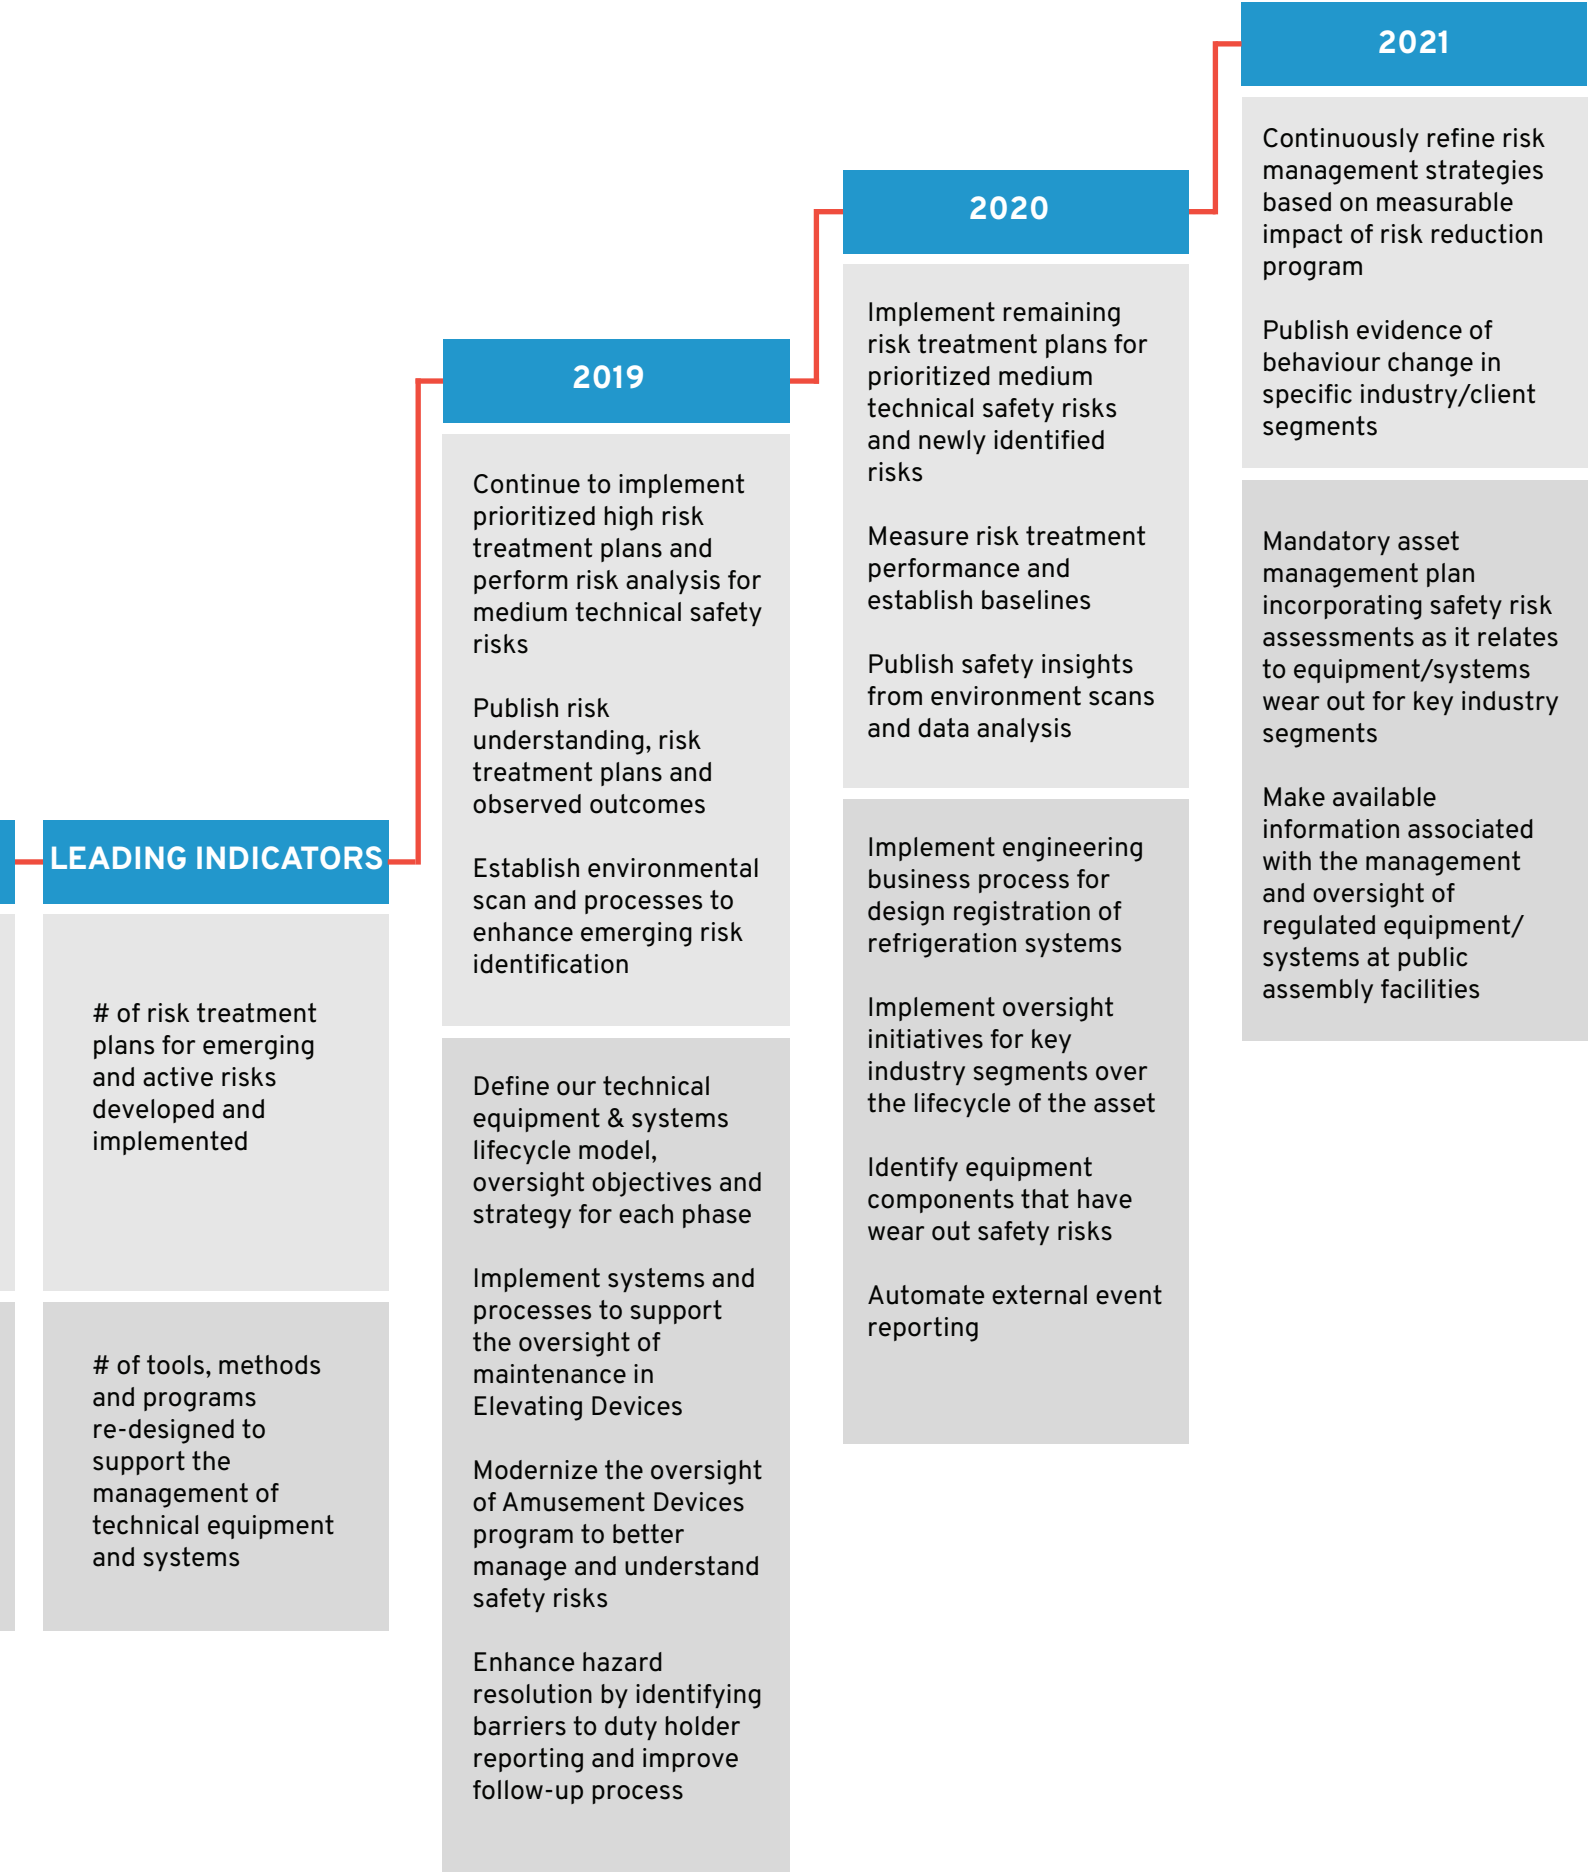 LEADING INDICATORS
# of risk treatment
plans for emerging
and active risks
developed and
implemented
# of tools, methods
and programs
re-designed to
support the
management of
technical equipment
and systems
2019
Continue to implement
prioritized high risk
treatment plans and
perform risk analysis for
medium technical safety
risks
Publish risk
understanding, risk
treatment plans and
observed outcomes
Establish environmental
scan and processes to
enhance emerging risk
identification
Define our technical
equipment & systems
lifecycle model,
oversight objectives and
strategy for each phase
Implement systems and
processes to support
the oversight of
maintenance in
Elevating Devices
Modernize the oversight
of Amusement Devices
program to better
manage and understand
safety risks
Enhance hazard
resolution by identifying
barriers to duty holder
reporting and improve
follow-up process
2020
Implement remaining
risk treatment plans for
prioritized medium
technical safety risks
and newly identified
risks
Measure risk treatment
performance and
establish baselines
Publish safety insights
from environment scans
and data analysis
Implement engineering
business process for
design registration of
refrigeration systems
Implement oversight
initiatives for key
industry segments over
the lifecycle of the asset
Identify equipment
components that have
wear out safety risks
Automate external event
reporting
2021
Continuously refine risk
management strategies
based on measurable
impact of risk reduction
program
Publish evidence of
behaviour change in
specific industry/client
segments
Mandatory asset
management plan
incorporating safety risk
assessments as it relates
to equipment/systems
wear out for key industry
segments
Make available
information associated
with the management
and oversight of
regulated equipment/
systems at public
assembly facilities